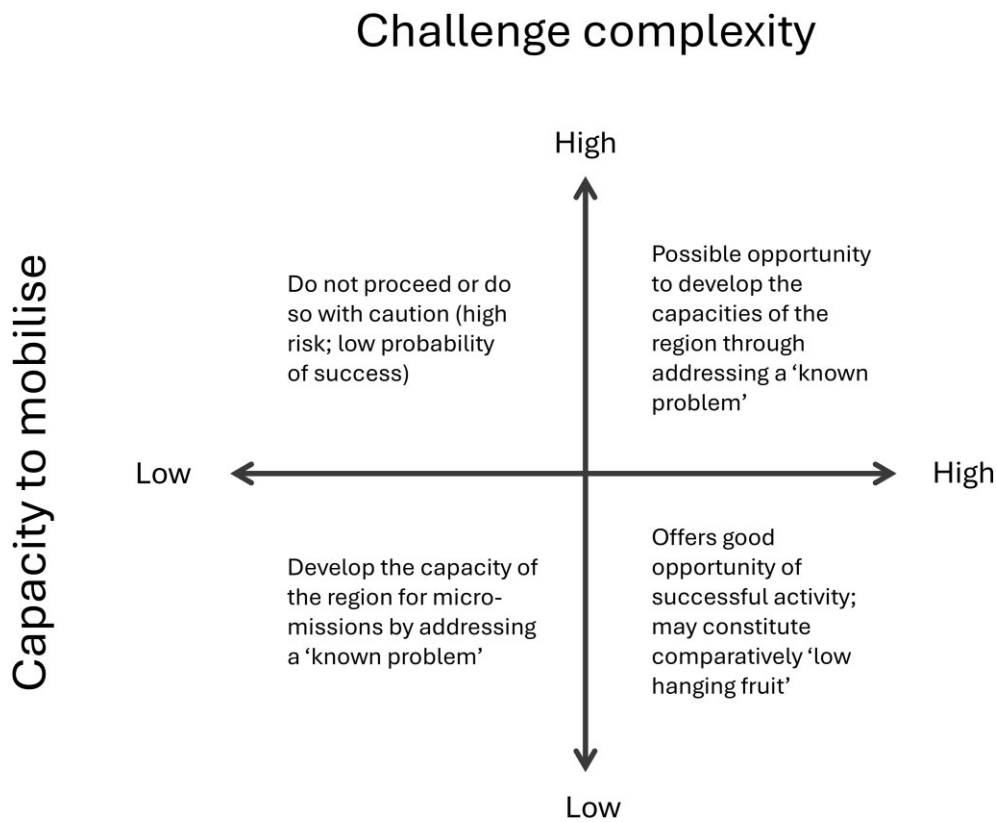 Challenge complexity
High
Capacity to mobilise
Do not proceed or do
so with caution (high
risk; low probability
of success)
Possible opportunity
to develop the
capacities of the
region through
addressing a ‘known
problem’
Low
High
Develop the capacity of
the region for micro-
missions by addressing
a ‘known problem’
Offers good
opportunity of
successful activity;
may constitute
comparatively ‘low
hanging fruit’
Low